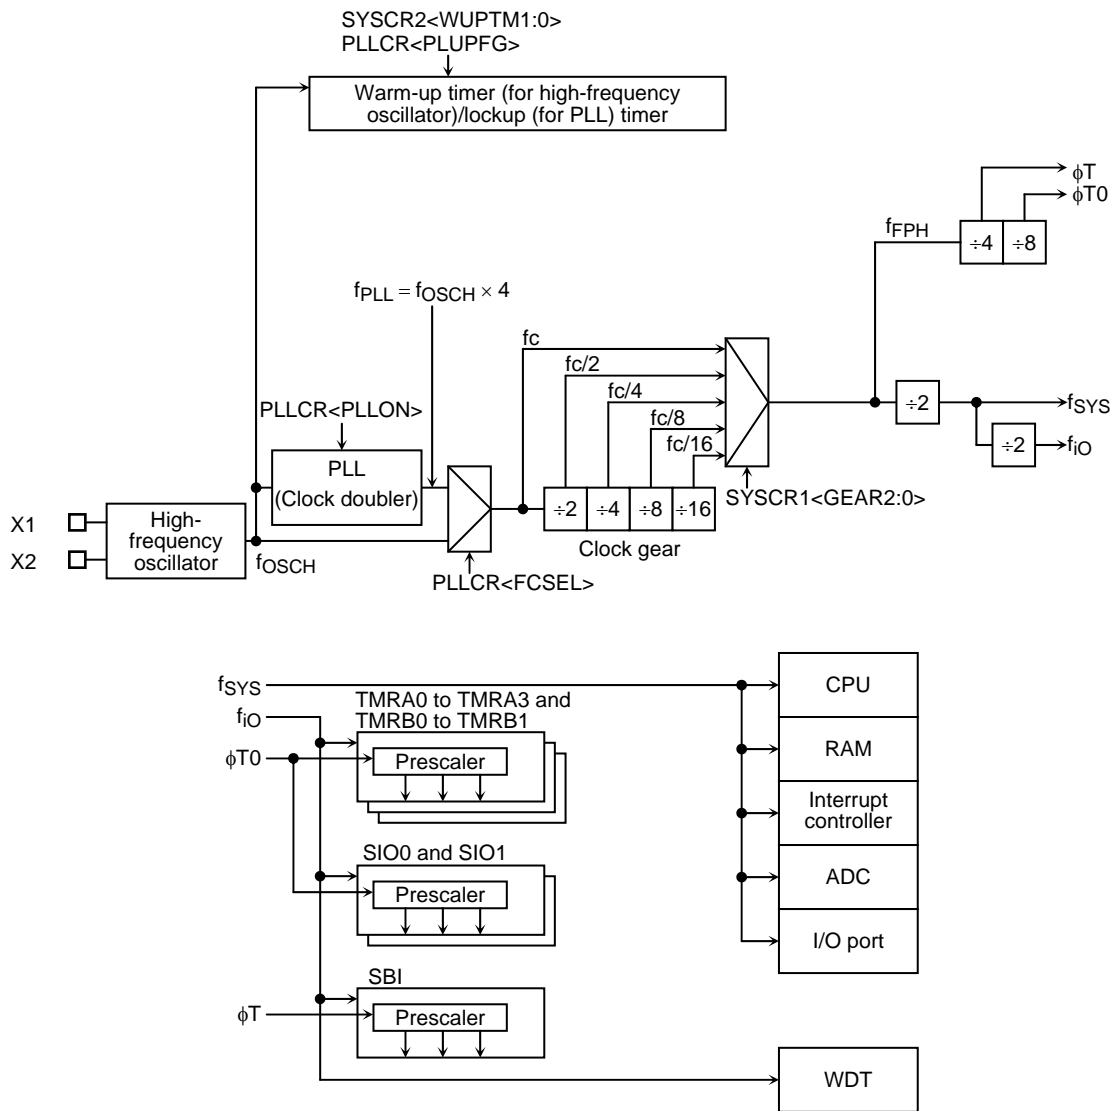 SYSCR2<WUPTM1:0>
PLLCR<PLUPFG>
Warm-up timer (for high-frequency
oscillator)/lockup (for PLL) timer
ϕT
ϕT0
fFPH
÷4
÷8
fPLL = fOSCH × 4
fc
fc/2
fc/4
fc/8
fc/16
PLLCR<PLLON>
÷2
fSYS
÷2
fiO
PLL
(Clock doubler)
SYSCR1<GEAR2:0>
÷2
÷4
÷8
÷16
Clock gear
X1
X2
High-
frequency
oscillator
fOSCH
PLLCR<FCSEL>
fSYS
CPU
TMRA0 to TMRA3 and
TMRB0 to TMRB1
fiO
ϕT0
Prescaler
RAM
Interrupt
controller
SIO0 and SIO1
Prescaler
ADC
I/O port
SBI
ϕT
Prescaler
WDT